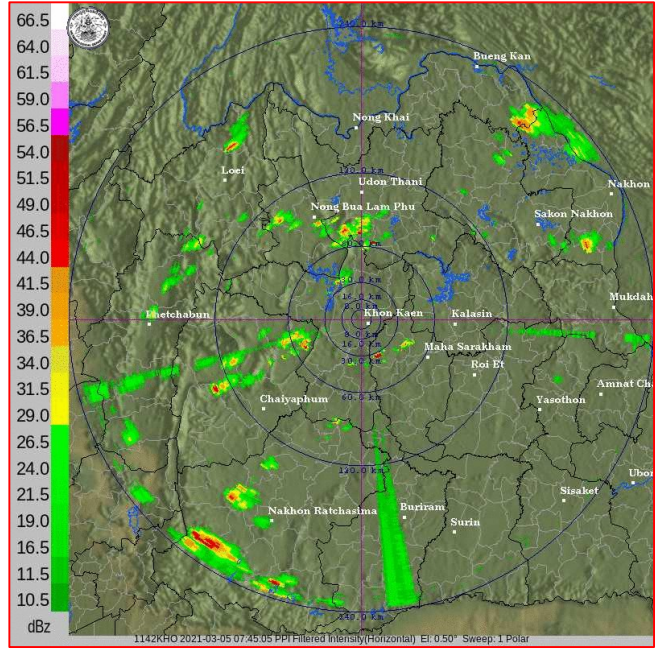 66.5
64.0
61.5
59.0
56.5
54.0
51.5
49.0
46.5
44.0
41.5
39.0
36.5
34.0
31.5
29.0
26.5
24.0
21.5
19.0
16.5
11.5
10.5
dBz
240.0 km
Bueng Kan
Nong Khai
Loei
120.0 km
Udon Thani
Nakhon
Nong Bua Lam Phu
Sakon Nakhon
Mukdah
Phetchabun
Khon Kaen
Kalasin
Maha Sarakham
Roi Et
Amnat Cha
Chaiyaphum
Yasothon
60.0 km
120.0 km
Ubon
Sisaket
Nakhon Ratchasima
Buriram
Surin
240.0 km
1142KHO 2021-03-05 07:45:05 PPI Filtered Intensity(Horizontal) El: 0.50° Sweep: 1 Polar